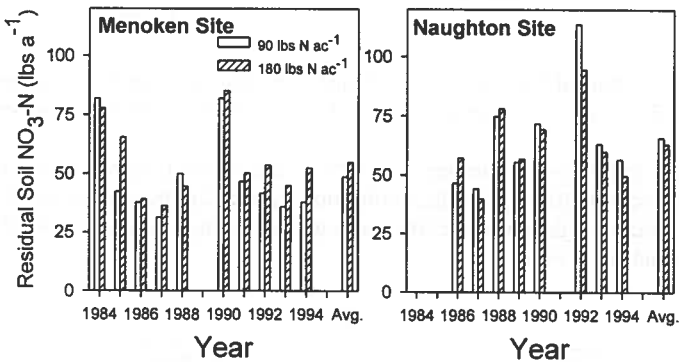 Menoken Site
90 lbs N ac⁻¹
180 lbs N ac⁻¹
Residual Soil NO₃-N (lbs a⁻¹)
100
75
50
25
0
1984 1986 1988 1990 1992 1994 Avg.
Year
Naughton Site
100
75
50
25
0
1984 1986 1988 1990 1992 1994 Avg.
Year